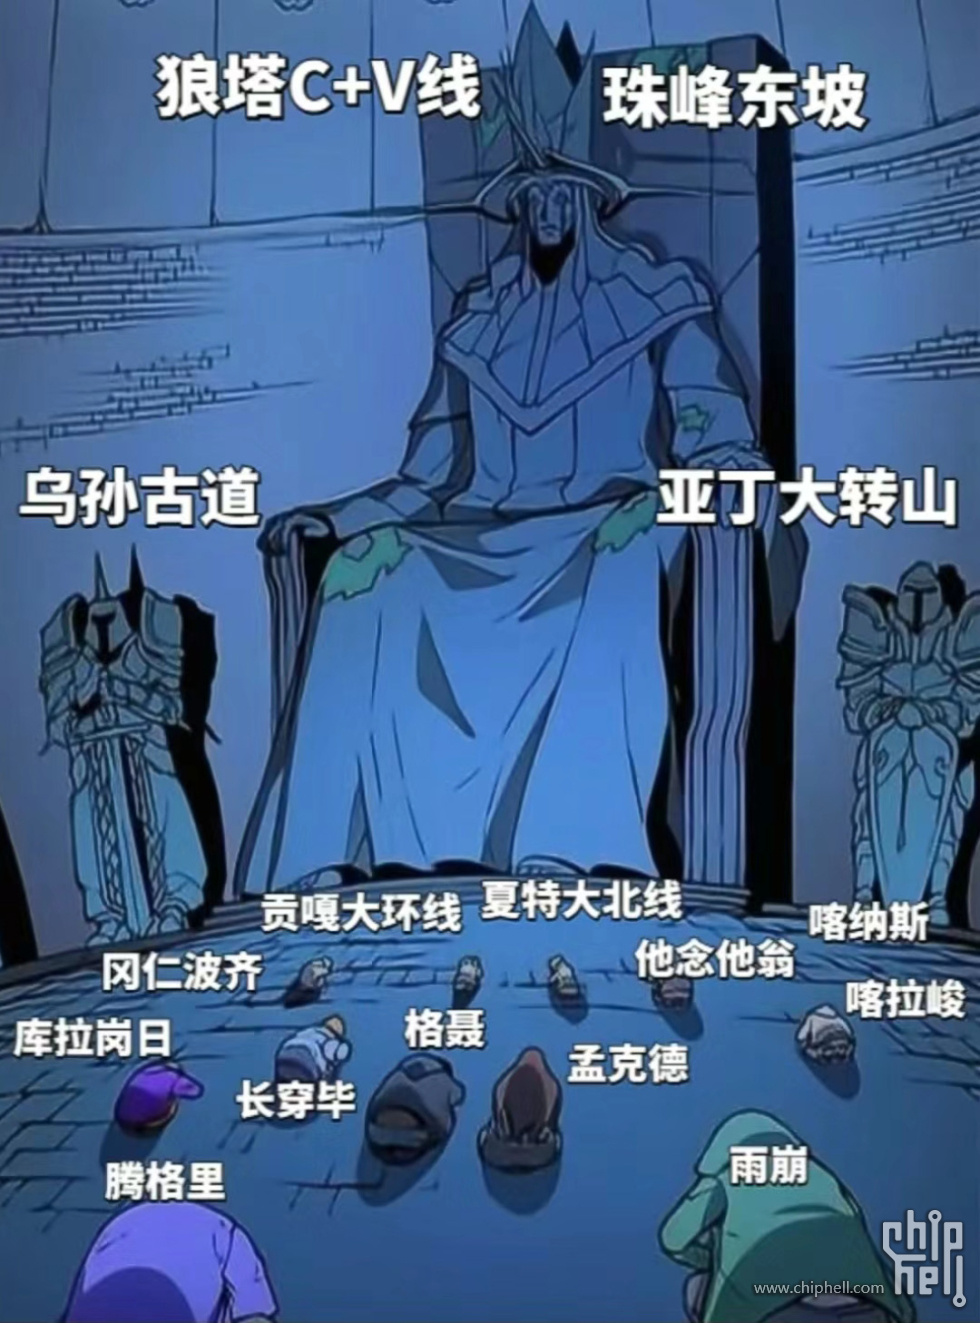 狼塔C+V线
珠峰东坡
乌孙古道
亚丁大转山
贡嘎大环线
夏特大北线
喀纳斯
冈仁波齐
他念他翁
喀拉峻
库拉岗日
格聂
孟克德
长穿毕
腾格里
雨崩
chip
hell
www.chiphell.com